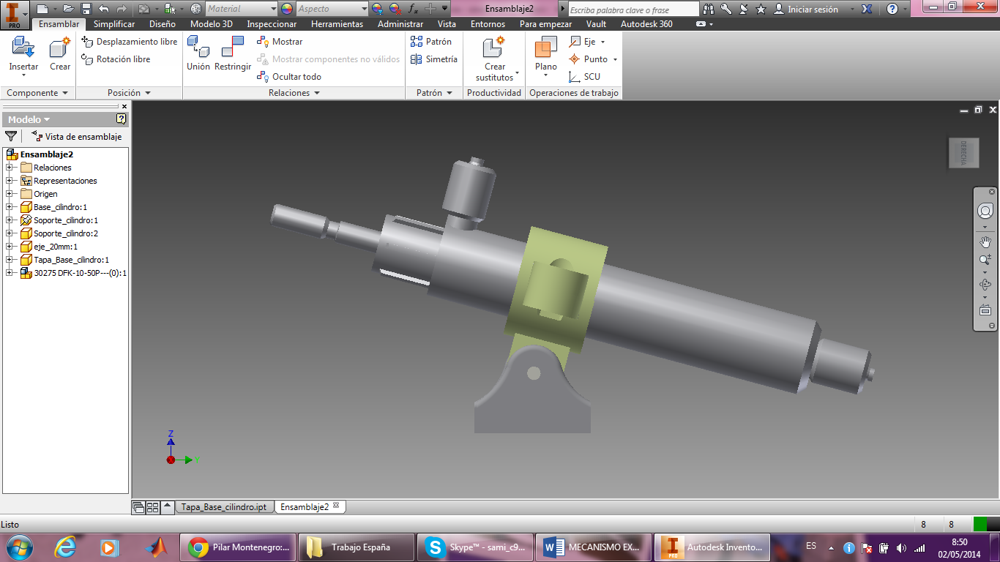 Material
Aspecto
Ensamblaje2
Escriba palabra clave o frase
Iniciar sesión
PRO
Ensamblar
Simplificar
Diseño
Modelo 3D
Inspeccionar
Herramientas
Administrar
Vista
Entornos
Para empezar
Vault
Autodesk 360
Insertar
Crear
Desplazamiento libre
Rotación libre
Unión
Restringir
Mostrar
Mostrar componentes no válidos
Ocultar todo
Patrón
Simetría
Crear
sustitutos
Plano
Eje
Punto
SCU
Componente
Posición
Relaciones
Patrón
Productividad
Operaciones de trabajo
Modelo
Vista de ensamblaje
Ensamblaje2
Relaciones
Representaciones
Origen
Base_cilindro:1
Soporte_cilindro:1
Soporte_cilindro:2
eje_20mm:1
Tapa_Base_cilindro:1
30275 DFK-10-50P---(0):1
DERECHA
Z
Y
Tapa_Base_cilindro.ipt
Ensamblaje2
Listo
8
8
Pilar Montenegro:...
Trabajo España
Skype™ - sami_c9...
MECANISMO EX...
Autodesk Invento...
PRO
ES
8:50
02/05/2014